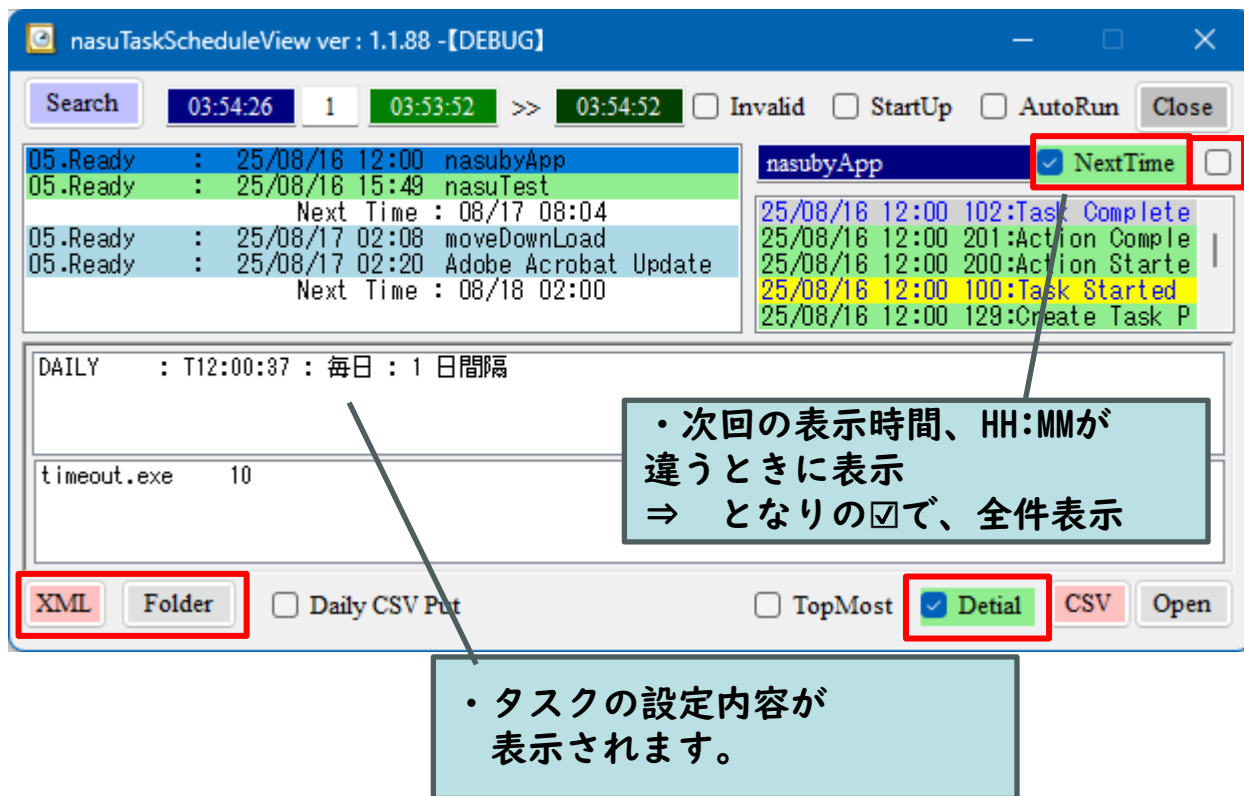 nasuTaskScheduleView ver : 1.1.88 -【DEBUG】
Search 03:54:26 1 03:53:52 >> 03:54:52 Invalid StartUp AutoRun Close
05.Ready : 25/08/16 12:00 nasubyApp
05.Ready : 25/08/16 15:49 nasuTest
Next Time : 08/17 08:04
05.Ready : 25/08/17 02:08 moveDownLoad
05.Ready : 25/08/17 02:20 Adobe Acrobat Update
Next Time : 08/18 02:00
nasubyApp NextTime
25/08/16 12:00 102:Task Complete
25/08/16 12:00 201:Action Comple
25/08/16 12:00 200:Action Starte
25/08/16 12:00 100:Task Started
25/08/16 12:00 129:Create Task P
DAILY : T12:00:37 : 毎日 : 1 日間隔
timeout.exe 10
・次回の表示時間、HH:MMが
違うときに表示
⇒ となりの☑で、全件表示
XML Folder Daily CSV Put TopMost Detial CSV Open
・タスクの設定内容が
表示されます。